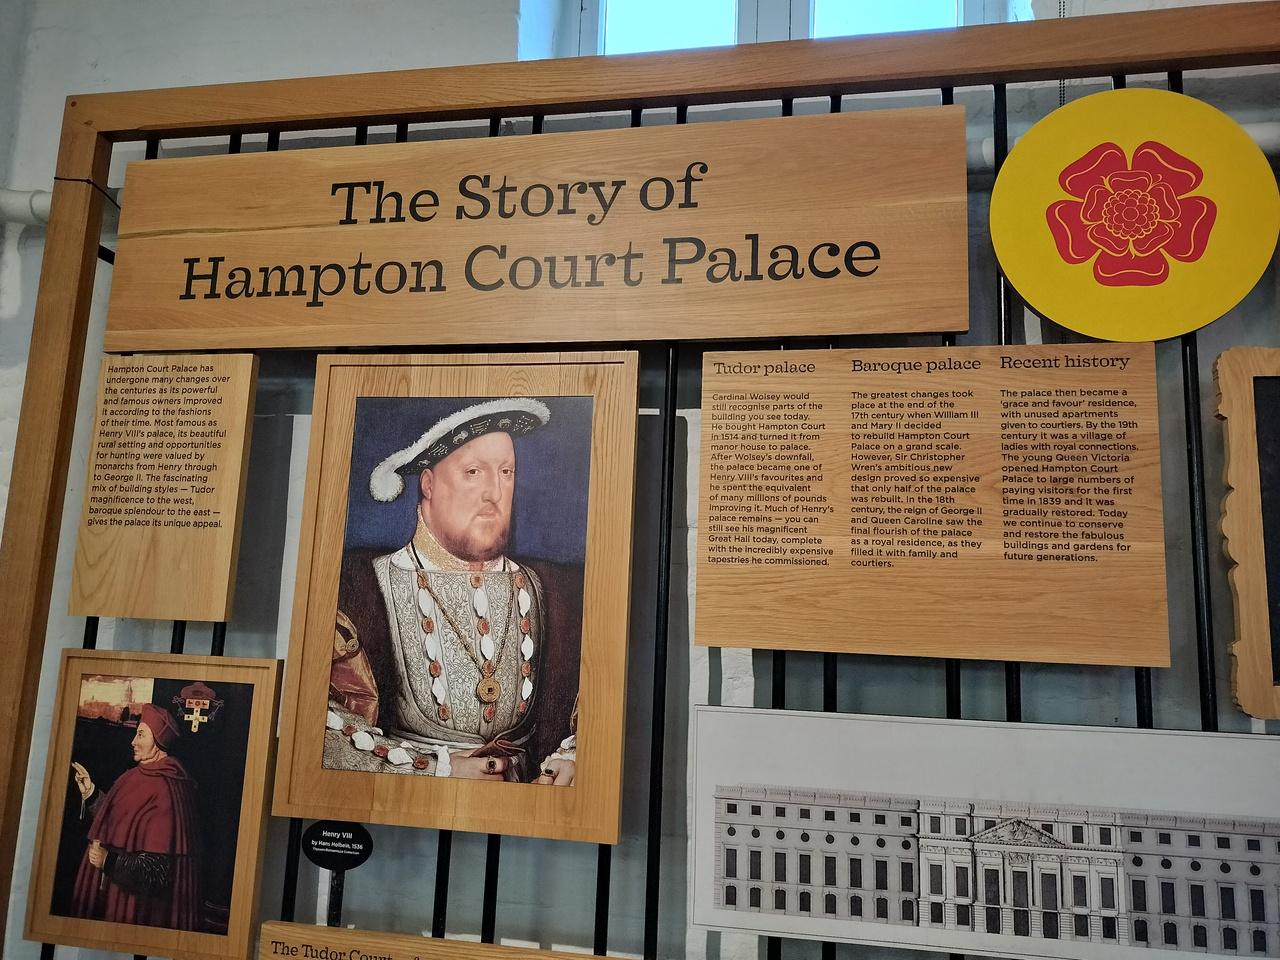 The Story of
Hampton Court Palace
Hampton Court Palace has
undergone many changes over
the centuries as its powerful
and famous owners improved
it according to the fashions
of their time. Most famous as
Henry VIII's palace, its beautiful
rural setting and opportunities
for hunting were valued by
monarchs from Henry through
to George II. The fascinating
mix of building styles — Tudor
magnificence to the west,
baroque splendour to the east —
gives the palace its unique appeal.
Tudor palace
Cardinal Wolsey would
still recognise parts of the
building you see today.
He bought Hampton Court
in 1514 and turned it from
manor house to palace.
After Wolsey's downfall,
the palace became one of
Henry VIII's favourites and
he spent the equivalent
of many millions of pounds
improving it. Much of Henry's
palace remains — you can
still see his magnificent
Great Hall today, complete
with the incredibly expensive
tapestries he commissioned.
Baroque palace
The greatest changes took
place at the end of the
17th century when William III
and Mary II decided
to rebuild Hampton Court
Palace on a grand scale.
However, Sir Christopher
Wren's ambitious new
design proved so expensive
that only half of the palace
was rebuilt. In the 18th
century, the reign of George II
and Queen Caroline saw the
final flourish of the palace
as a royal residence, as they
filled it with family and
courtiers.
Recent history
The palace then became a
'grace and favour' residence,
with unused apartments
given to courtiers. By the 19th
century it was a village of
ladies with royal connections.
The young Queen Victoria
opened Hampton Court
Palace to large numbers of
paying visitors for the first
time in 1839 and it was
gradually restored. Today
we continue to conserve
and restore the fabulous
buildings and gardens for
future generations.
Henry VIII
by Hans Holbein, 1536
The Tudor Court